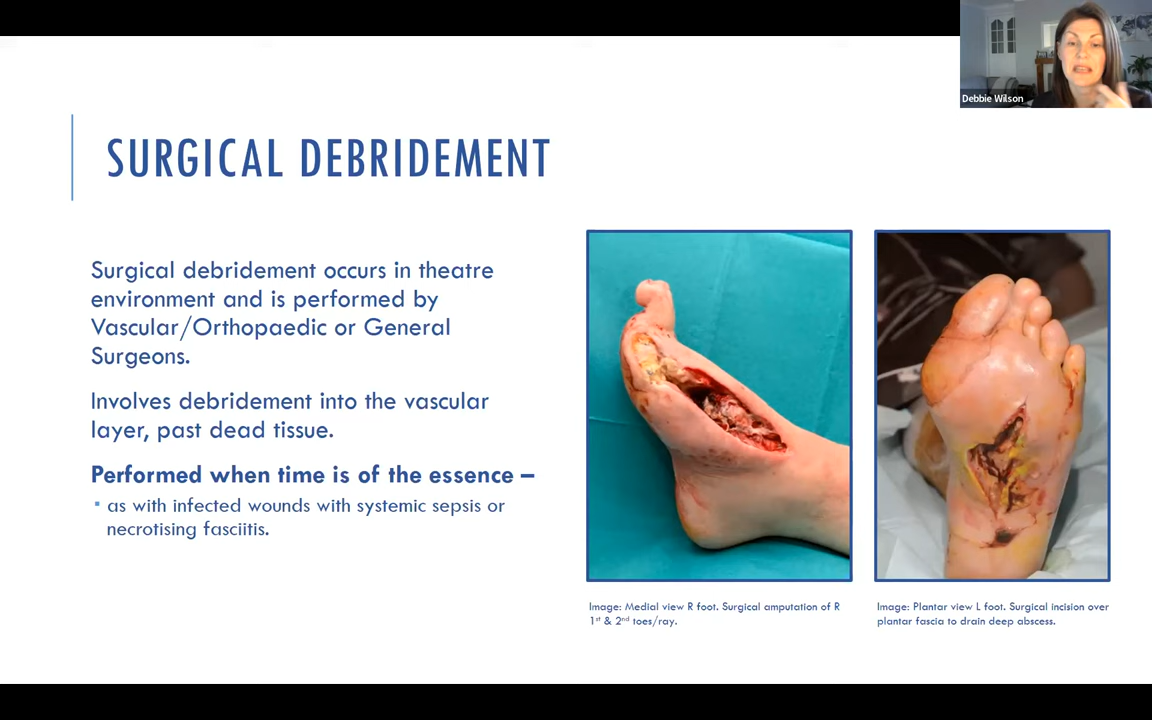 Debbie Wilson
SURGICAL DEBRIDEMENT
Surgical debridement occurs in theatre
environment and is performed by
Vascular/Orthopaedic or General
Surgeons.
Involves debridement into the vascular
layer, past dead tissue.
Performed when time is of the essence –
▪ as with infected wounds with systemic sepsis or
necrotising fasciitis.
Image: Medial view R foot. Surgical amputation of R
1st & 2nd toes/ray.
Image: Plantar view L foot. Surgical incision over
plantar fascia to drain deep abscess.